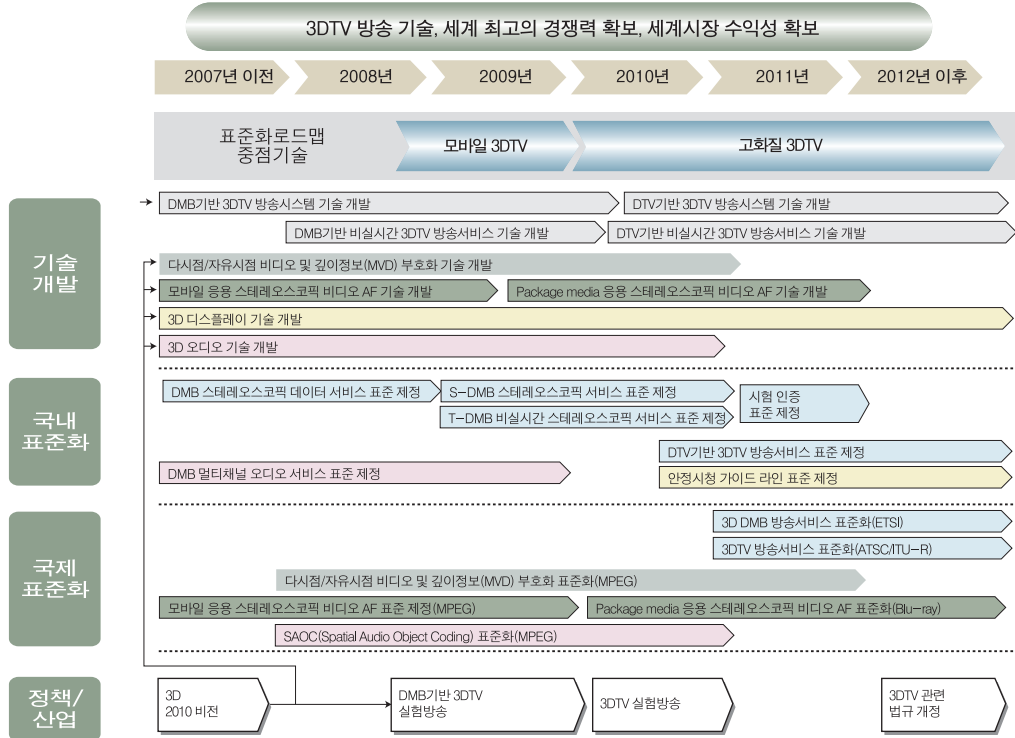 3DTV 방송 기술, 세계 최고의 경쟁력 확보, 세계시장 수익성 확보
2007년 이전
2008년
2009년
2010년
2011년
2012년 이후
표준화로드맵
중점기술
모바일 3DTV
고화질 3DTV
기술
개발
DMB기반 3DTV 방송시스템 기술 개발
DTV기반 3DTV 방송시스템 기술 개발
DMB기반 비실시간 3DTV 방송서비스 기술 개발
DTV기반 비실시간 3DTV 방송서비스 기술 개발
다시점/자유시점 비디오 및 깊이정보(MVD) 부호화 기술 개발
모바일 응용 스테레오스코픽 비디오 AF 기술 개발
Package media 응용 스테레오스코픽 비디오 AF 기술 개발
3D 디스플레이 기술 개발
3D 오디오 기술 개발
국내
표준화
DMB 스테레오스코픽 데이터 서비스 표준 제정
S-DMB 스테레오스코픽 서비스 표준 제정
T-DMB 비실시간 스테레오스코픽 서비스 표준 제정
시험 인증
표준 제정
DTV기반 3DTV 방송서비스 표준 제정
DMB 멀티채널 오디오 서비스 표준 제정
안정시청 가이드 라인 표준 제정
국제
표준화
3D DMB 방송서비스 표준화(ETSI)
3DTV 방송서비스 표준화(ATSC/ITU-R)
다시점/자유시점 비디오 및 깊이정보(MVD) 부호화 표준화(MPEG)
모바일 응용 스테레오스코픽 비디오 AF 표준 제정(MPEG)
Package media 응용 스테레오스코픽 비디오 AF 표준화(Blu-ray)
SAOC(Spatial Audio Object Coding) 표준화(MPEG)
정책/
산업
3D
2010 비전
DMB기반 3DTV
실험방송
3DTV 실험방송
3DTV 관련
법규 개정